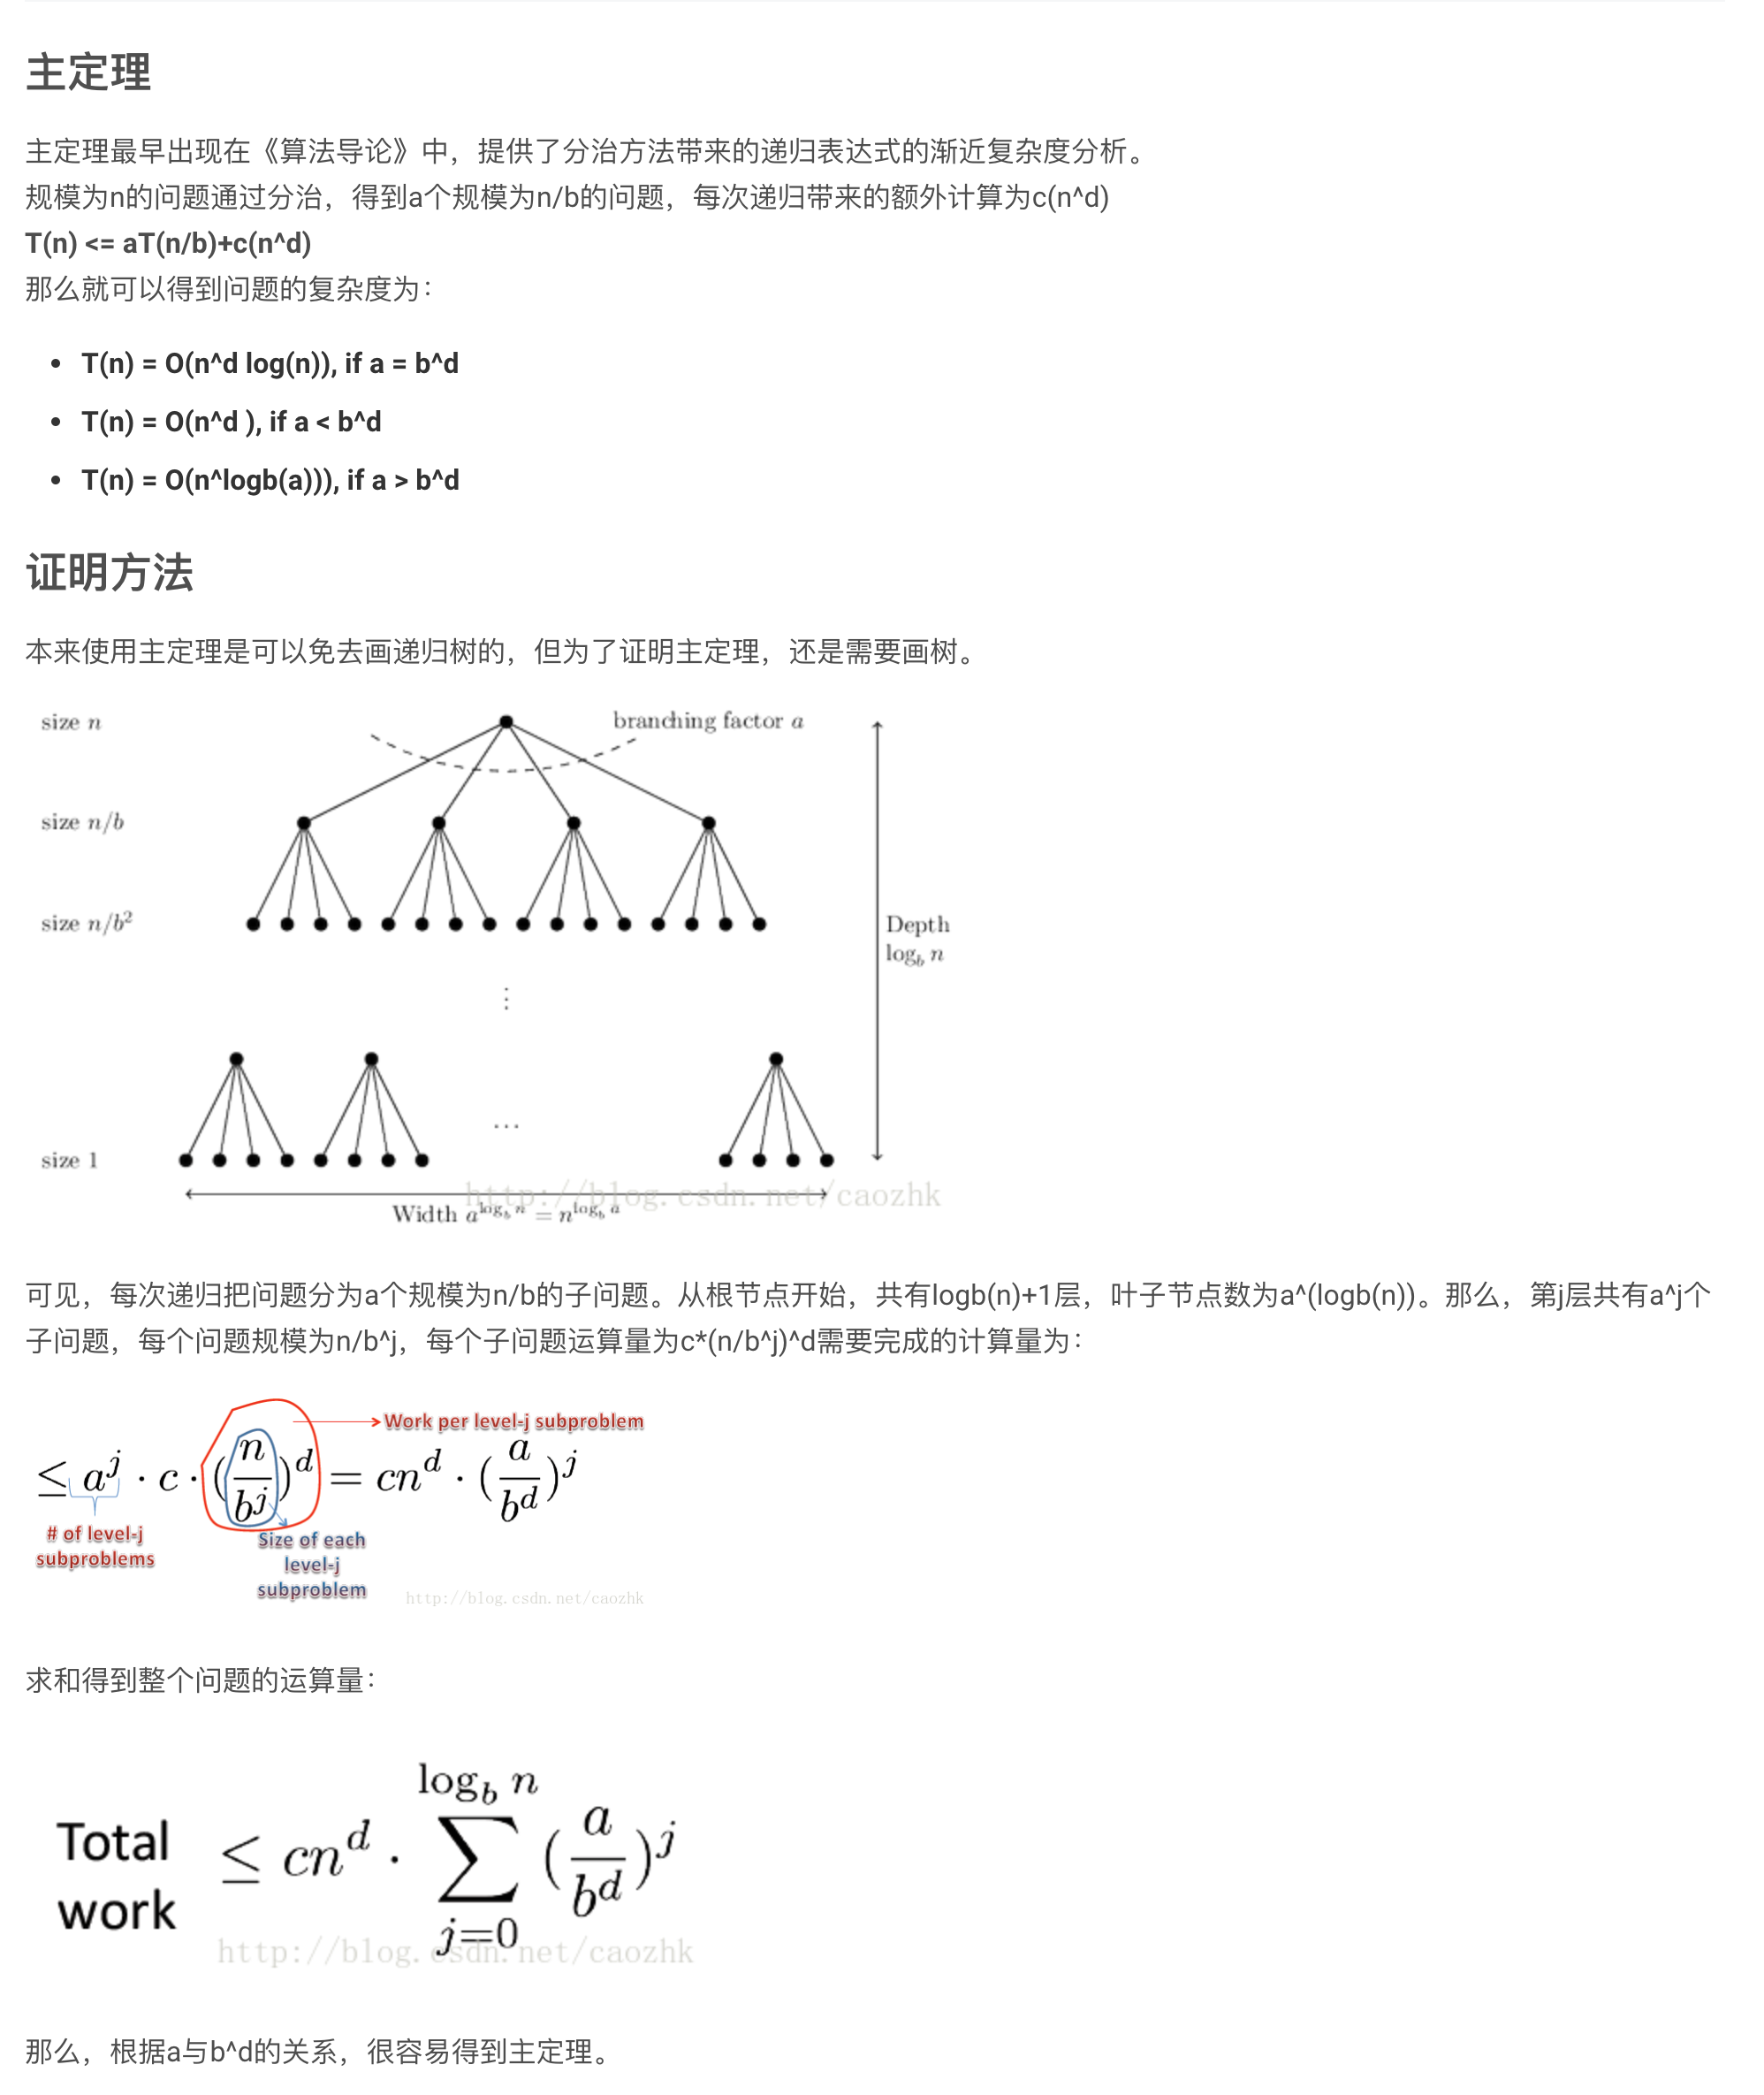 主定理
主定理最早出现在《算法导论》中，提供了分治方法带来的递归表达式的渐近复杂度分析。
规模为n的问题通过分治，得到a个规模为n/b的问题，每次递归带来的额外计算为c(n^d)
T(n) <= aT(n/b)+c(n^d)
那么就可以得到问题的复杂度为：
• T(n) = O(n^d log(n)), if a = b^d
• T(n) = O(n^d ), if a < b^d
• T(n) = O(n^logb(a))), if a > b^d
证明方法
本来使用主定理是可以免去画递归树的，但为了证明主定理，还是需要画树。
size n
branching factor a
size n/b
size n/b²
Depth
log_b n
⋮
⋯
size 1
http://blog.csdn.net/caozhk
Width a^{log_b n} = n^{log_b a}
可见，每次递归把问题分为a个规模为n/b的子问题。从根节点开始，共有logb(n)+1层，叶子节点数为a^(logb(n))。那么，第j层共有a^j个
子问题，每个问题规模为n/b^j，每个子问题运算量为c*(n/b^j)^d需要完成的计算量为：
Work per level-j subproblem
≤ a^j · c · (n/b^j)^d = cn^d · (a/b^d)^j
# of level-j
subproblems
Size of each
level-j
subproblem
http://blog.csdn.net/caozhk
求和得到整个问题的运算量：
Total
work
≤ cn^d · ∑_{j=0}^{log_b n} (a/b^d)^j
http://blog.csdn.net/caozhk
那么，根据a与b^d的关系，很容易得到主定理。